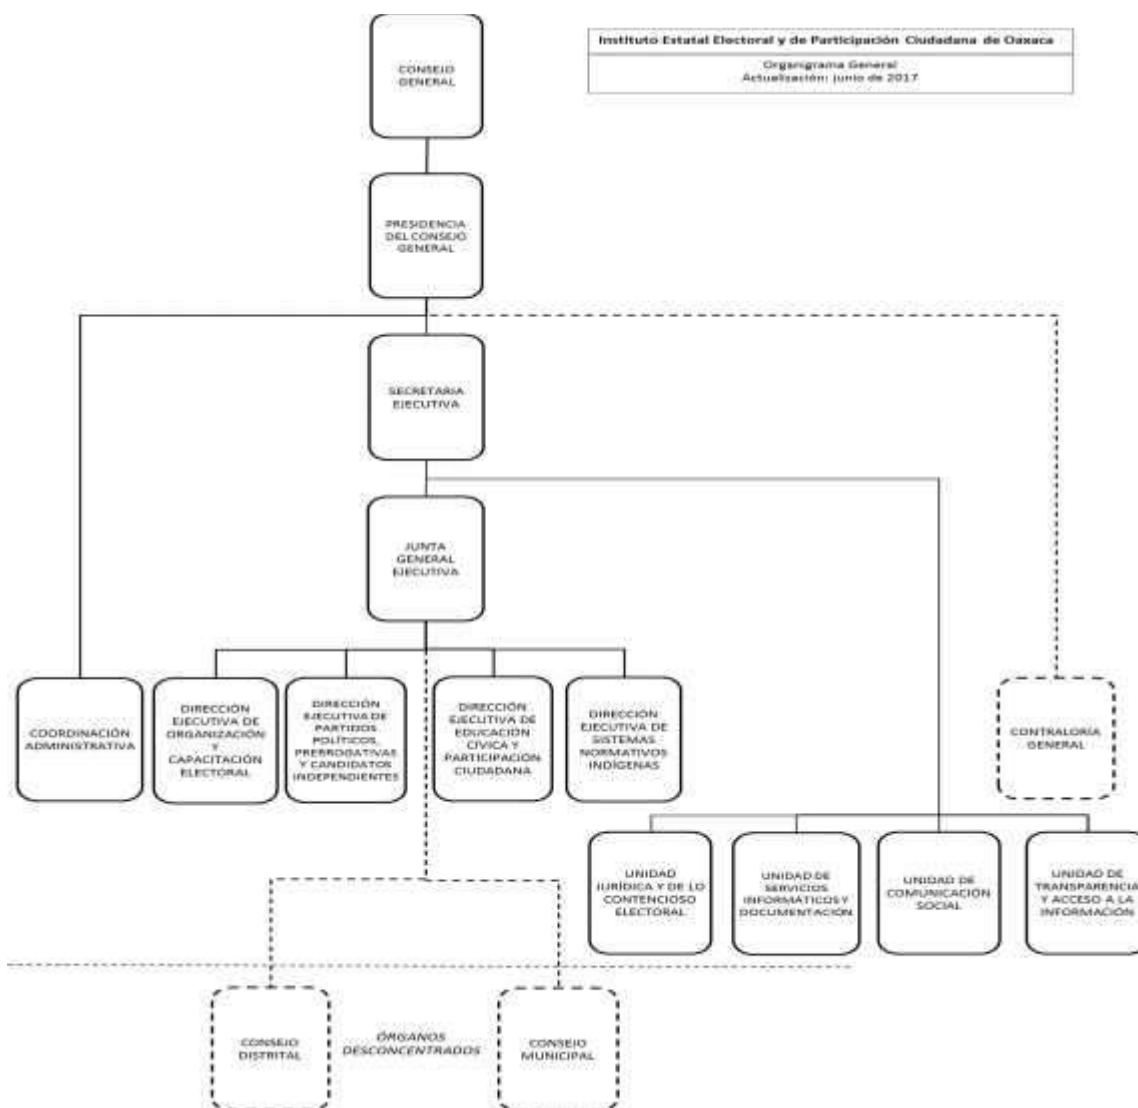 Instituto Estatal Electoral y de Participación Ciudadana de Oaxaca
Organigrama General
Actualización: junio de 2017
CONSEJO
GENERAL
PRESIDENCIA
DEL CONSEJO
GENERAL
SECRETARIA
EJECUTIVA
JUNTA
GENERAL
EJECUTIVA
COORDINACIÓN
ADMINISTRATIVA
DIRECCIÓN
EJECUTIVA DE
ORGANIZACIÓN
Y
CAPACITACIÓN
ELECTORAL
DIRECCIÓN
EJECUTIVA DE
PARTIDOS
POLÍTICOS,
PRERROGATIVAS
Y CANDIDATOS
INDEPENDIENTES
DIRECCIÓN
EJECUTIVA DE
EDUCACIÓN
CÍVICA Y
PARTICIPACIÓN
CIUDADANA
DIRECCIÓN
EJECUTIVA DE
SISTEMAS
NORMATIVOS
INDÍGENAS
CONTRALORÍA
GENERAL
UNIDAD
JURÍDICA Y DE LO
CONTENCIOSO
ELECTORAL
UNIDAD DE
SERVICIOS
INFORMÁTICOS Y
DOCUMENTACIÓN
UNIDAD DE
COMUNICACIÓN
SOCIAL
UNIDAD DE
TRANSPARENCIA
Y ACCESO A LA
INFORMACIÓN
CONSEJO
DISTRITAL
ÓRGANOS
DESCONCENTRADOS
CONSEJO
MUNICIPAL